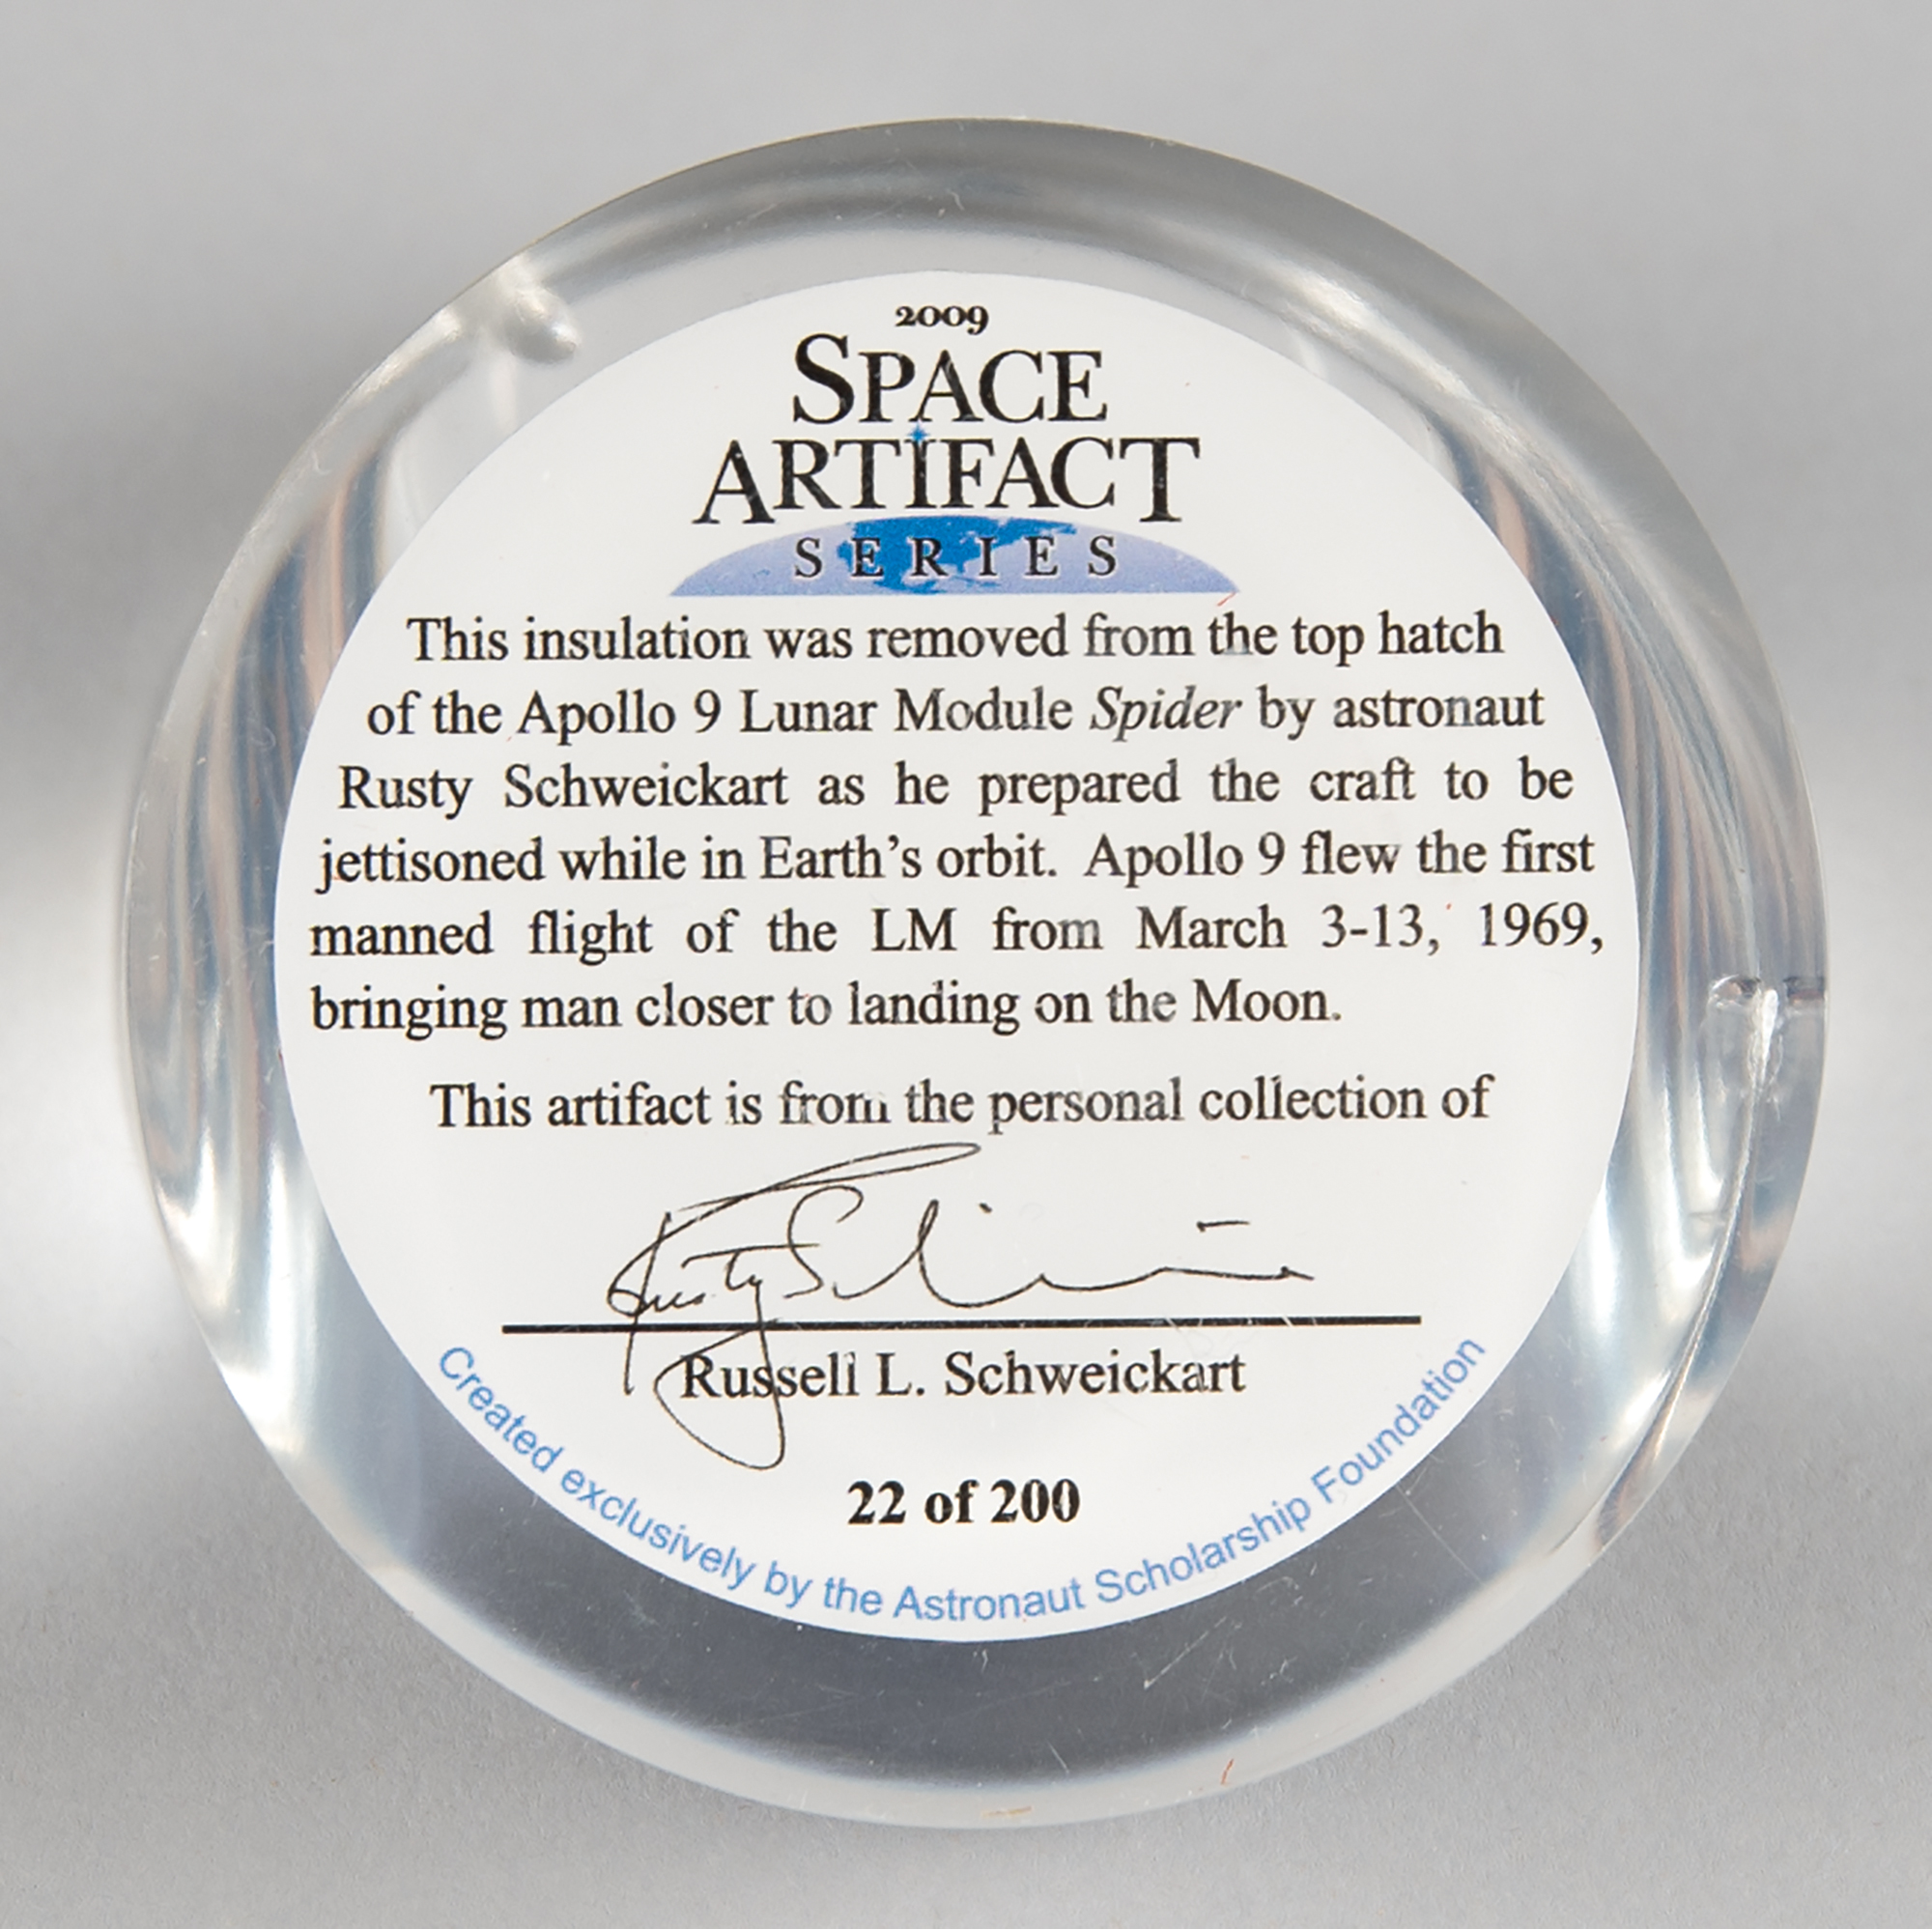 2009
SPACE
ARTIFACT
SERIES
This insulation was removed from the top hatch
of the Apollo 9 Lunar Module Spider by astronaut
Rusty Schweickart as he prepared the craft to be
jettisoned while in Earth's orbit. Apollo 9 flew the first
manned flight of the LM from March 3-13, 1969,
bringing man closer to landing on the Moon.
This artifact is from the personal collection of
Rusty Schweickart
Russell L. Schweickart
22 of 200
Created exclusively by the Astronaut Scholarship Foundation